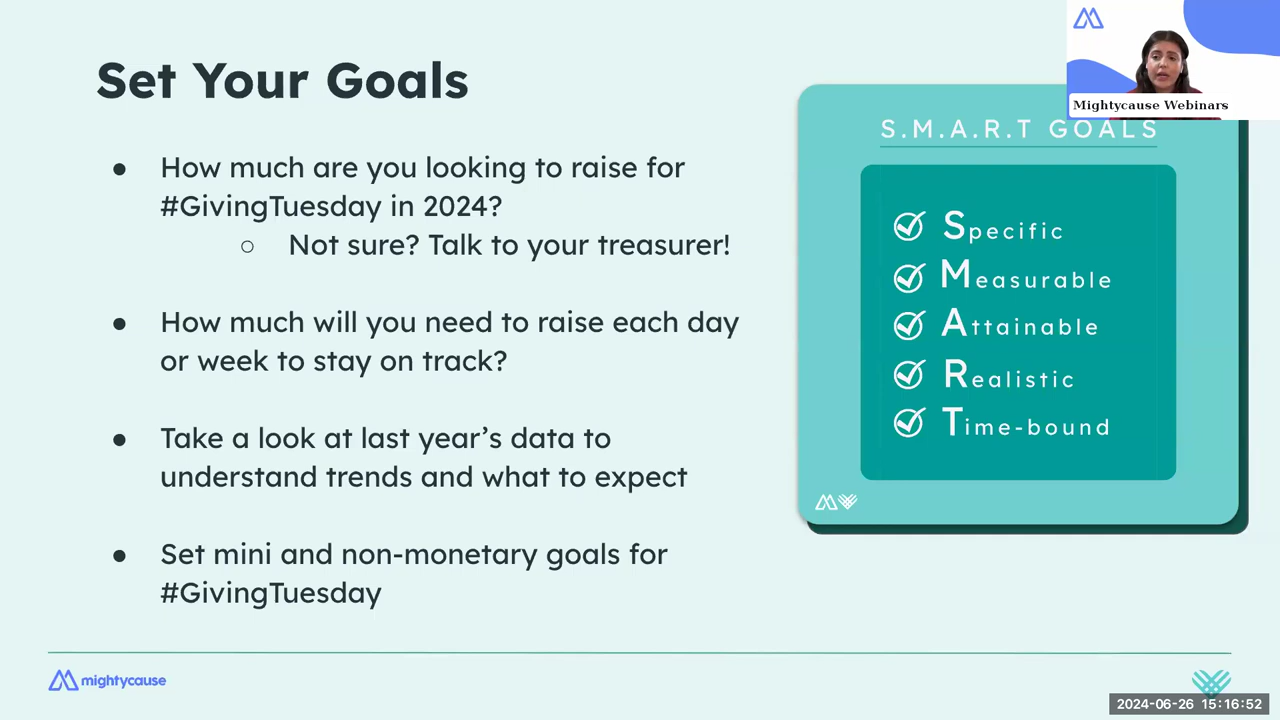 Set Your Goals
● How much are you looking to raise for
#GivingTuesday in 2024?
○ Not sure? Talk to your treasurer!
● How much will you need to raise each day
or week to stay on track?
● Take a look at last year’s data to
understand trends and what to expect
● Set mini and non-monetary goals for
#GivingTuesday
S.M.A.R.T GOALS
Specific
Measurable
Attainable
Realistic
Time-bound
Mightycause Webinars
mightycause
2024-06-26 15:16:52